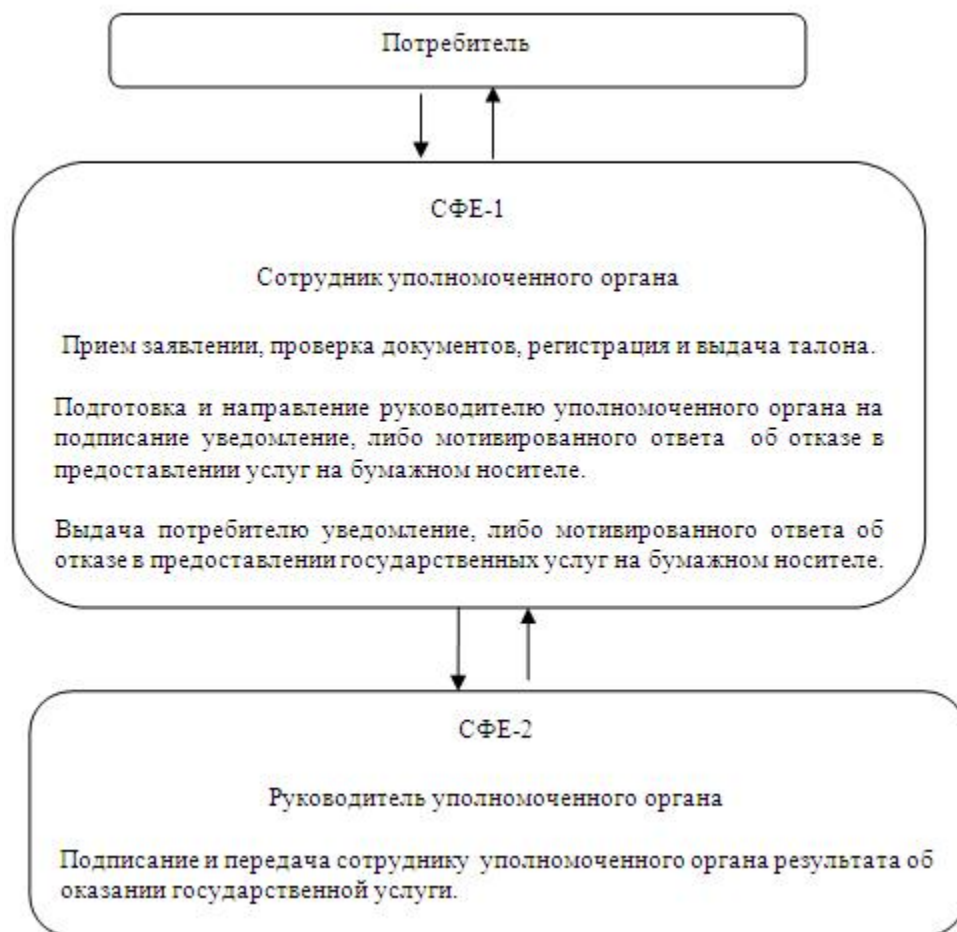 Потребитель
СФЕ-1
Сотрудник уполномоченного органа
Прием заявлении, проверка документов, регистрация и выдача талона.
Подготовка и направление руководителю уполномоченного органа на
подписание уведомление, либо мотивированного ответа об отказе в
предоставлении услуг на бумажном носителе.
Выдача потребителю уведомление, либо мотивированного ответа об
отказе в предоставлении государственных услуг на бумажном носителе.
СФЕ-2
Руководитель уполномоченного органа
Подписание и передача сотруднику уполномоченного органа результата об
оказании государственной услуги.